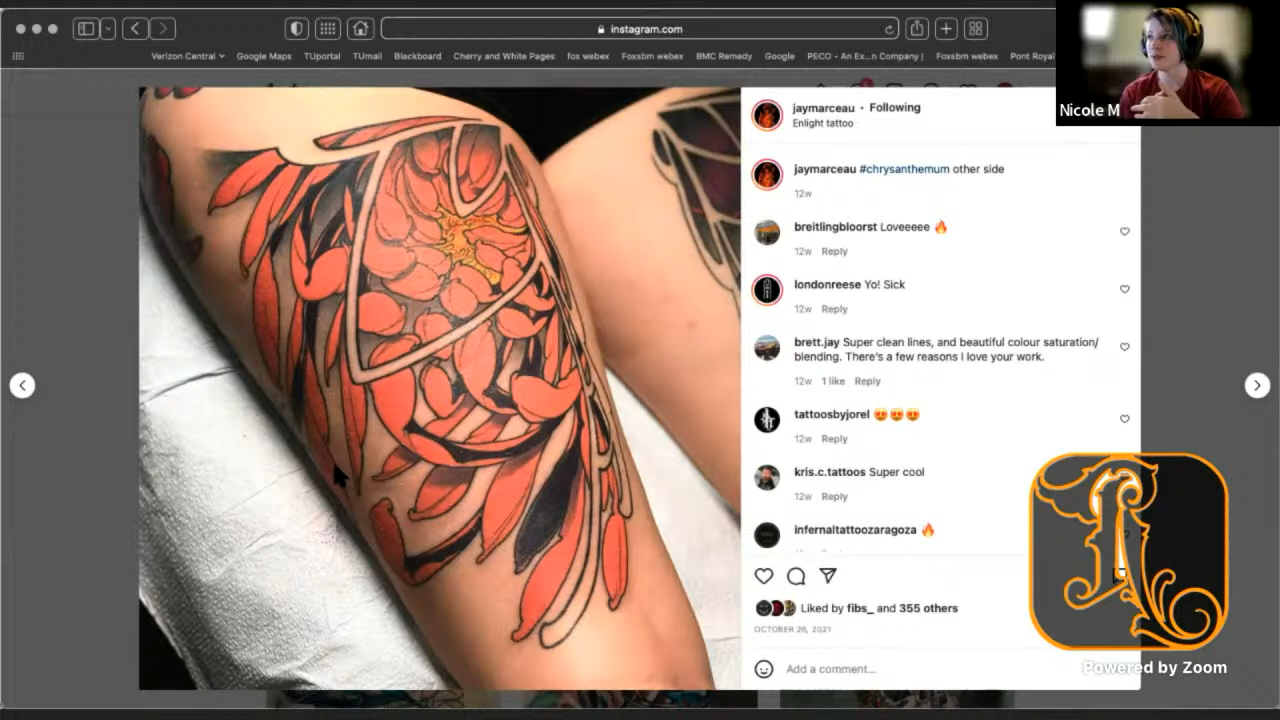 instagram.com
Verizon Central
Google Maps
TUportal
TUmail
Blackboard
Cherry and White Pages
fox webex
Foxsbm webex
BMC Remedy
Google
PECO - An Ex...n Company |
Foxsbm webex
Pont Royal
Nicole M
jaymarceau • Following
Enlight tattoo
jaymarceau #chrysanthemum other side
12w
breitlingbloorst Loveeeee 🔥
12w Reply
londonreese Yo! Sick
12w Reply
brett.jay Super clean lines, and beautiful colour saturation/
blending. There's a few reasons I love your work.
12w 1 like Reply
tattoosbyjorel 😍😍😍
12w Reply
kris.c.tattoos Super cool
12w Reply
infernaltattoozaragoza 🔥
Liked by fibs_ and 355 others
OCTOBER 26, 2021
Add a comment...
Powered by Zoom